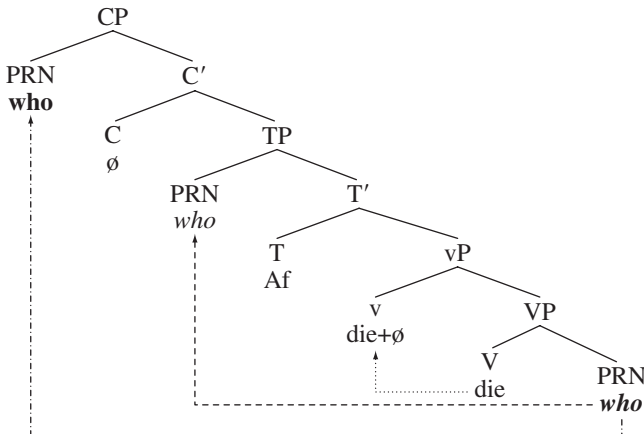 CP
PRN C′
who
C TP
ø
PRN T′
who
T vP
Af
v VP
die+ø
V PRN
die who